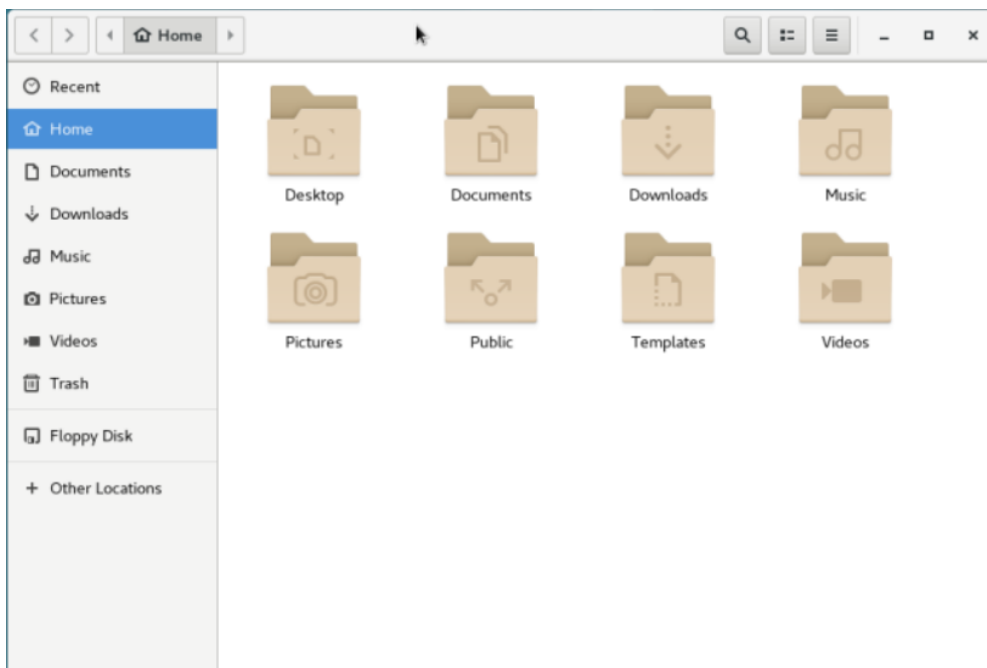 Home
Recent
Home
Documents
Downloads
Music
Pictures
Videos
Trash
Floppy Disk
Other Locations
Desktop
Documents
Downloads
Music
Pictures
Public
Templates
Videos